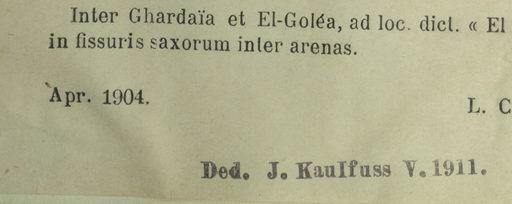 Inter Ghardaïa et El-Goléa, ad loc. dict. « El
in fissuris saxorum inter arenas.
Apr. 1904.
L. C
Ded. J. Kaulfuss V. 1911.